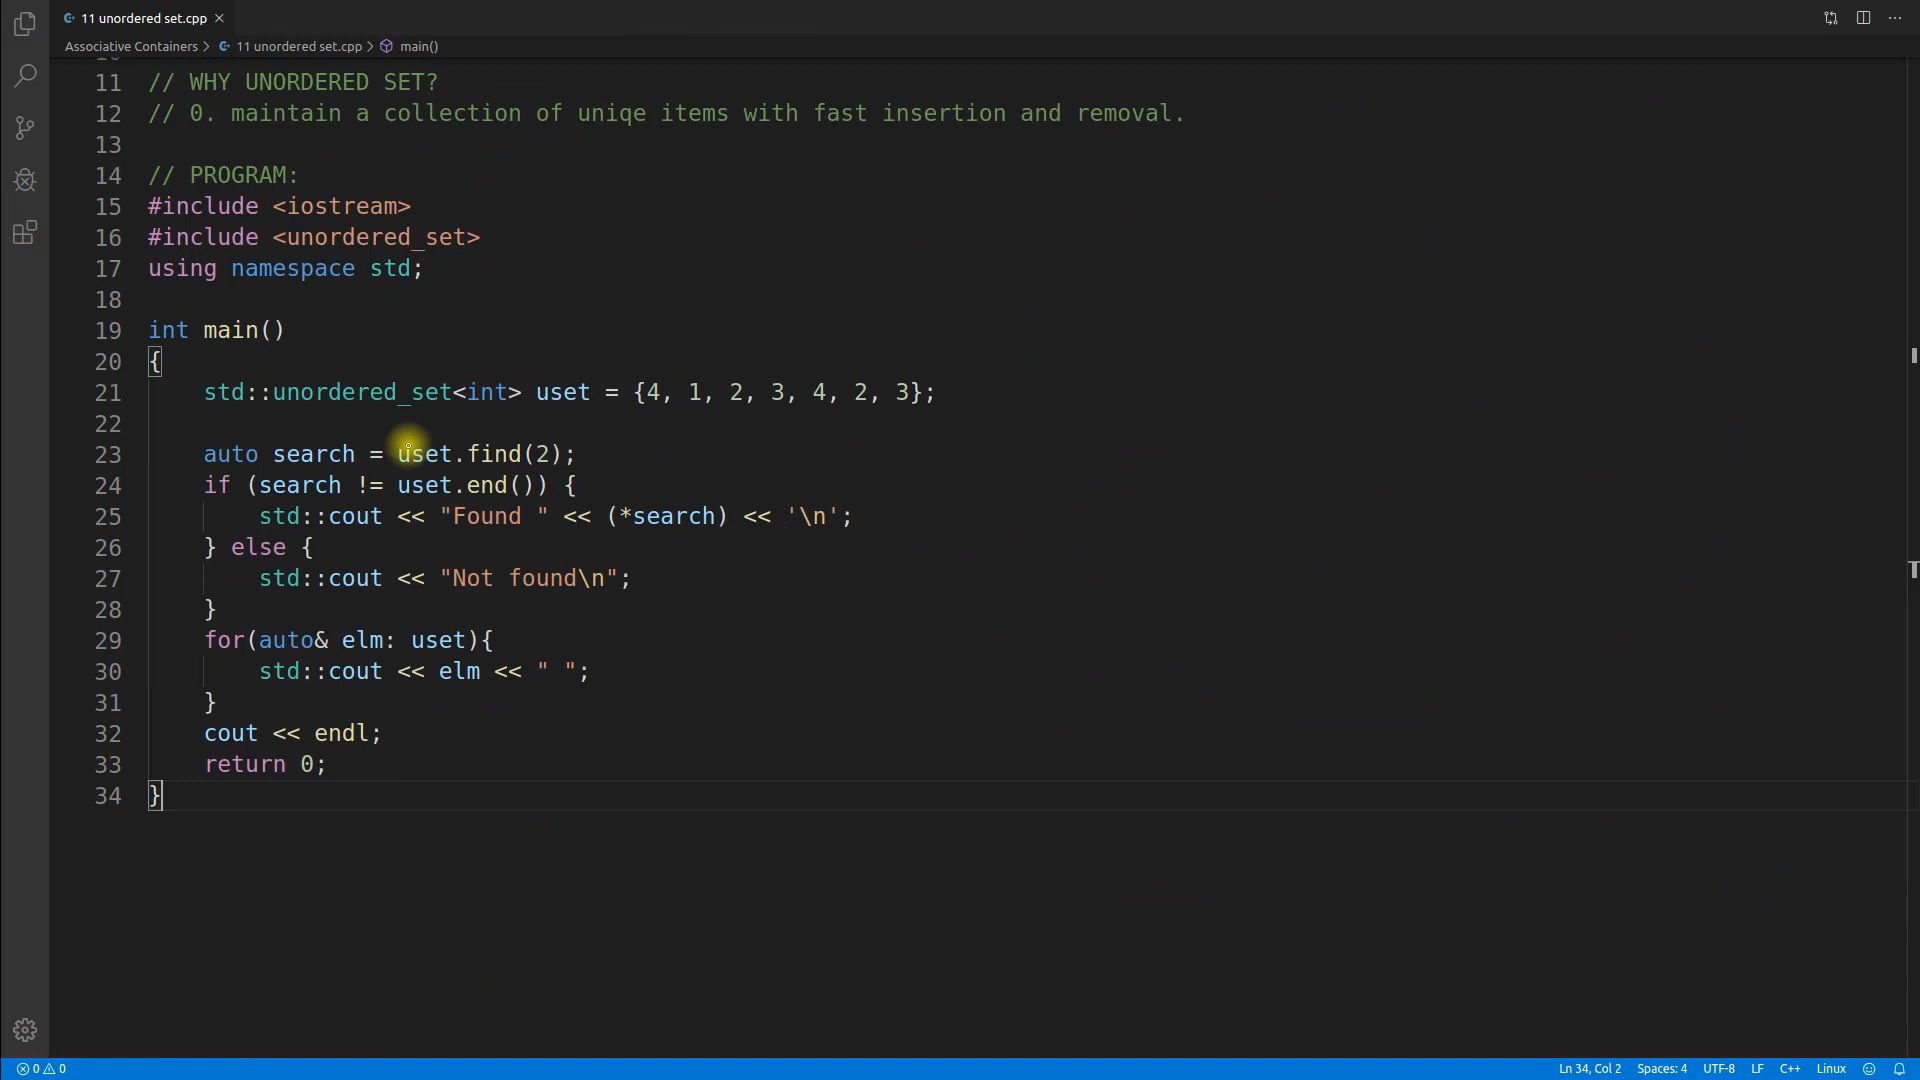 11 unordered set.cpp
Associative Containers > 11 unordered set.cpp > main()
10
11 // WHY UNORDERED SET?
12 // 0. maintain a collection of uniqe items with fast insertion and removal.
13
14 // PROGRAM:
15 #include <iostream>
16 #include <unordered_set>
17 using namespace std;
18
19 int main()
20 {
21     std::unordered_set<int> uset = {4, 1, 2, 3, 4, 2, 3};
22
23     auto search = uset.find(2);
24     if (search != uset.end()) {
25         std::cout << "Found " << (*search) << '\n';
26     } else {
27         std::cout << "Not found\n";
28     }
29     for(auto& elm: uset){
30         std::cout << elm << " ";
31     }
32     cout << endl;
33     return 0;
34 }
0 0 Ln 34, Col 2 Spaces: 4 UTF-8 LF C++ Linux